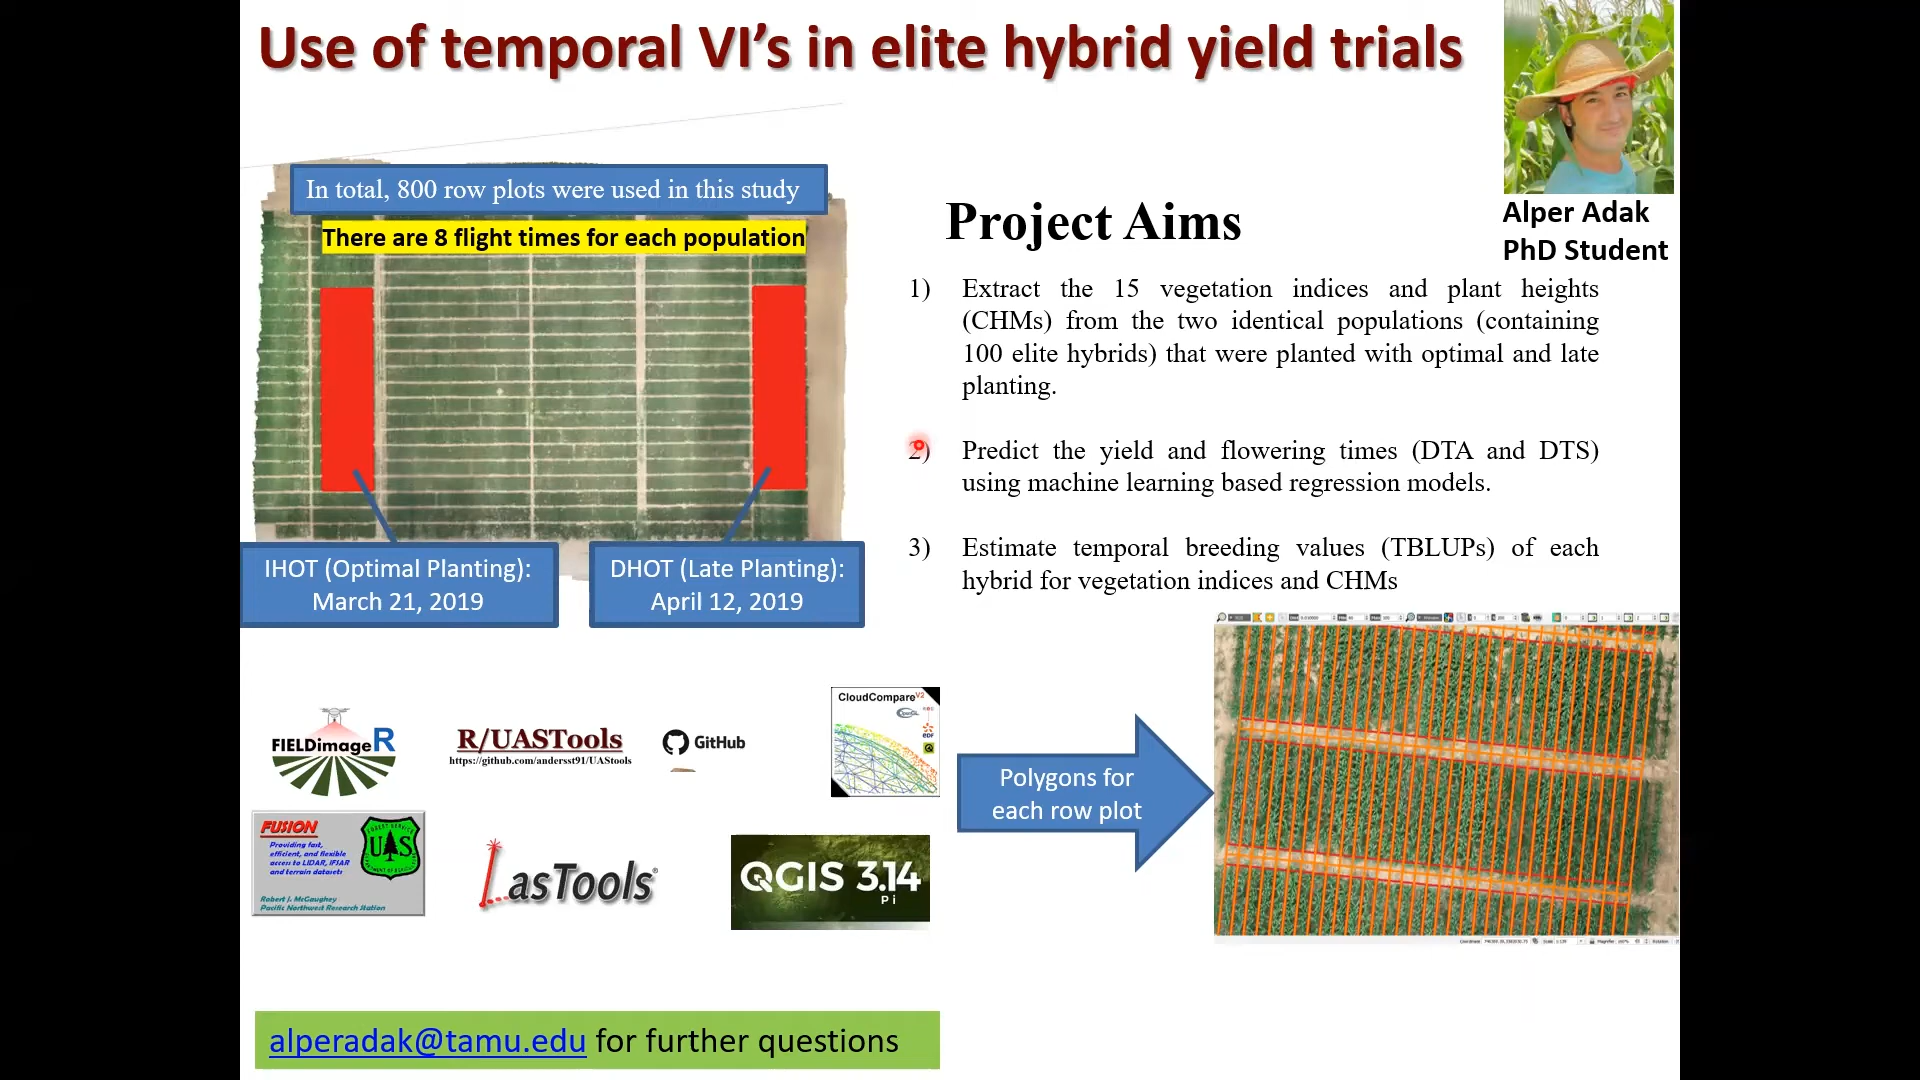 Use of temporal VI's in elite hybrid yield trials
In total, 800 row plots were used in this study
There are 8 flight times for each population
IHOT (Optimal Planting):
March 21, 2019
DHOT (Late Planting):
April 12, 2019
Alper Adak
PhD Student
Project Aims
1) Extract the 15 vegetation indices and plant heights
(CHMs) from the two identical populations (containing
100 elite hybrids) that were planted with optimal and late
planting.
2) Predict the yield and flowering times (DTA and DTS)
using machine learning based regression models.
3) Estimate temporal breeding values (TBLUPs) of each
hybrid for vegetation indices and CHMs
FIELDimageR
R/UASTools
https://github.com/andersst91/UAStools
GitHub
CloudCompare V2
OpenGL
EDF
FUSION
Providing fast,
efficient, and flexible
access to LIDAR, IFSAR
and terrain datasets
Robert J. McGaughey
Pacific Northwest Research Station
FOREST SERVICE
UAS
LasTools
QGIS 3.14
Pi
Polygons for
each row plot
alperadak@tamu.edu for further questions